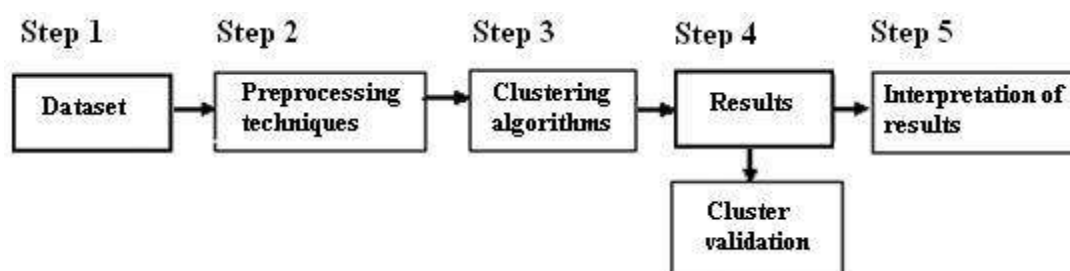 Step 1
Step 2
Step 3
Step 4
Step 5
Dataset
Preprocessing
techniques
Clustering
algorithms
Results
Interpretation of
results
Cluster
validation